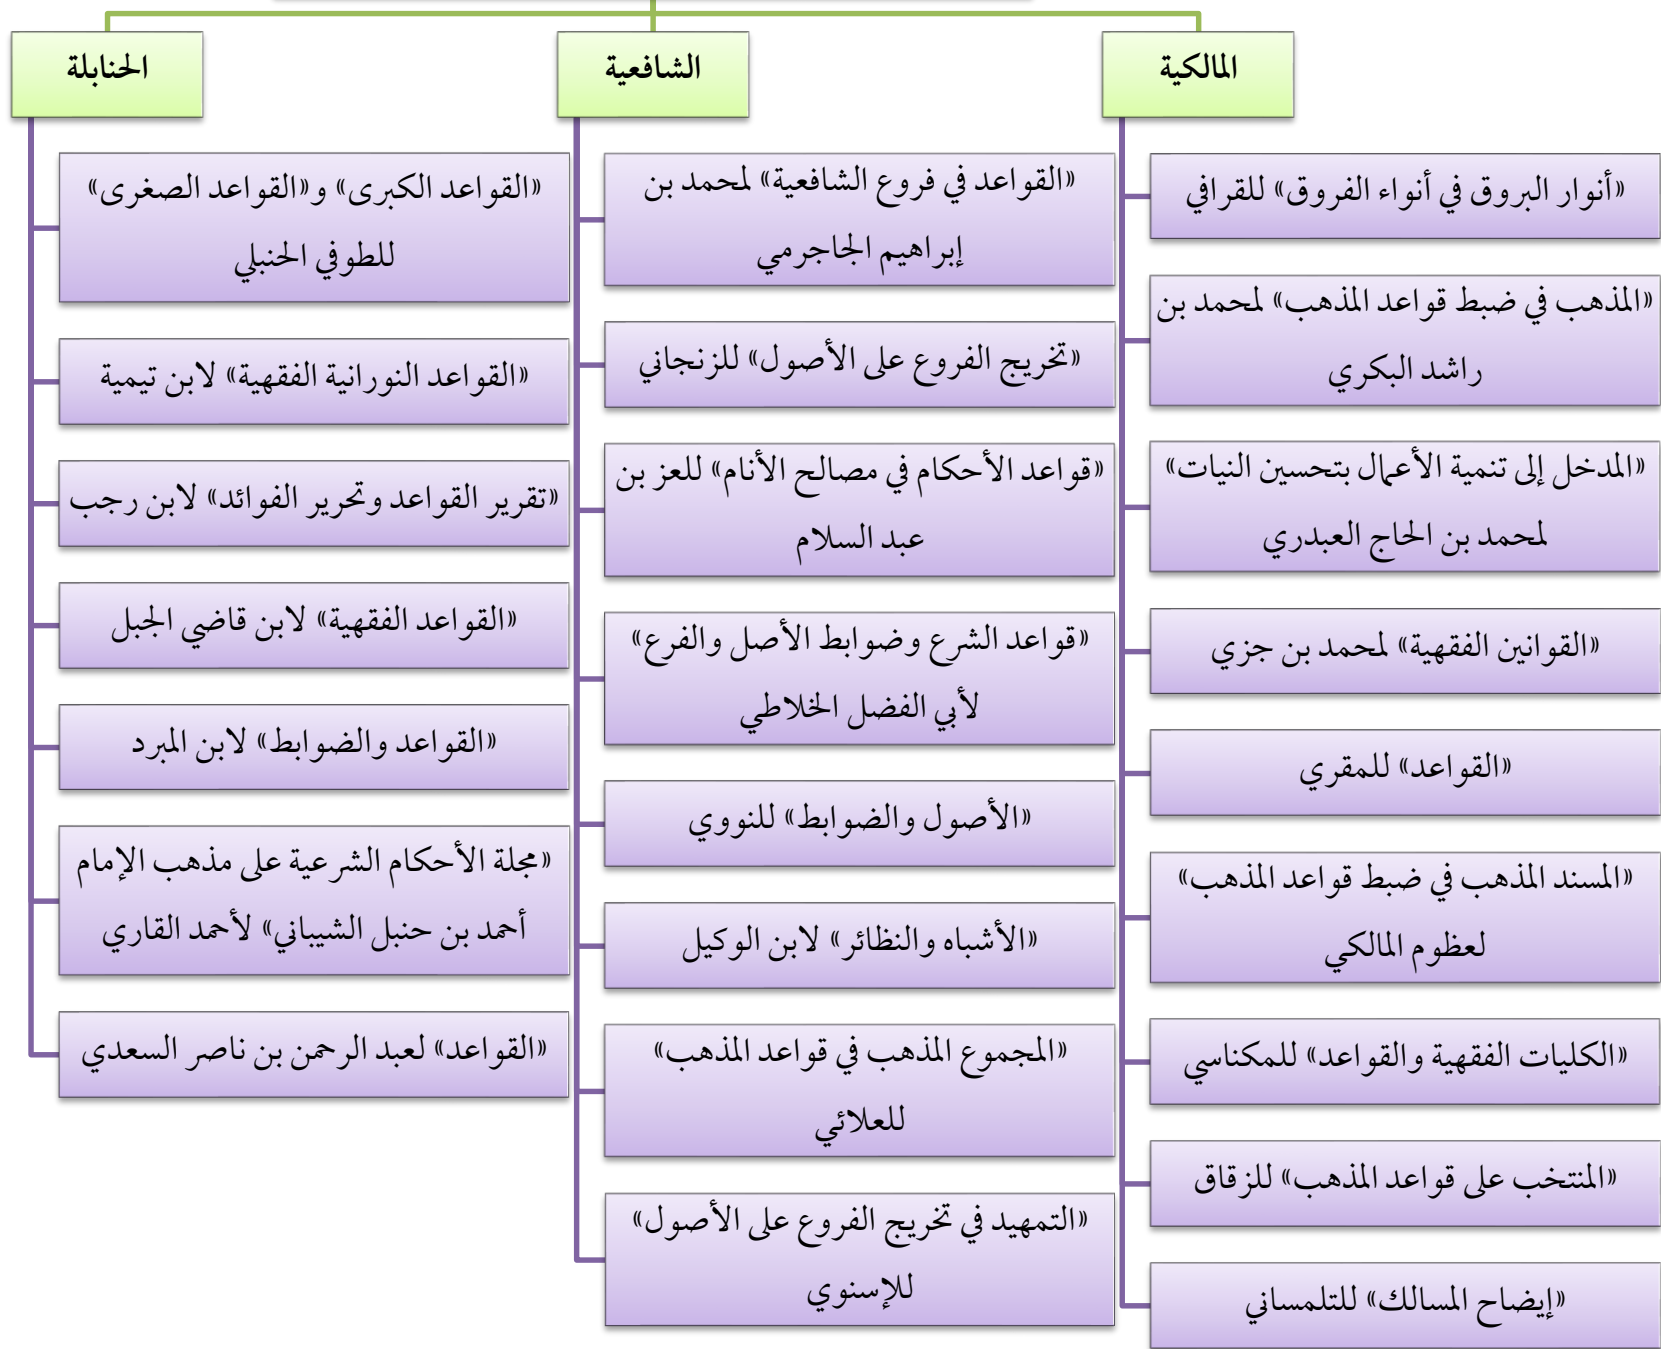 المالكية
«أنوار البروق في أنواء الفروق» للقرافي
«المذهب في ضبط قواعد المذهب» لمحمد بن
راشد البكري
«المدخل إلى تنمية الأعمال بتحسين النيات»
لمحمد بن الحاج العبدري
«القوانين الفقهية» لمحمد بن جزي
«القواعد» للمقري
«المسند المذهب في ضبط قواعد المذهب»
لعظوم المالكي
«الكليات الفقهية والقواعد» للمكناسي
«المنتخب على قواعد المذهب» للزقاق
«إيضاح المسالك» للتلمساني
الشافعية
«القواعد في فروع الشافعية» لمحمد بن
إبراهيم الجاجرمي
«تخريج الفروع على الأصول» للزنجاني
«قواعد الأحكام في مصالح الأنام» للعز بن
عبد السلام
«قواعد الشرع وضوابط الأصل والفرع»
لأبي الفضل الخلاطي
«الأصول والضوابط» للنووي
«الأشباه والنظائر» لابن الوكيل
«المجموع المذهب في قواعد المذهب»
للعلائي
«التمهيد في تخريج الفروع على الأصول»
للإسنوي
الحنابلة
«القواعد الكبرى» و«القواعد الصغرى»
للطوفي الحنبلي
«القواعد النورانية الفقهية» لابن تيمية
«تقرير القواعد وتحرير الفوائد» لابن رجب
«القواعد الفقهية» لابن قاضي الجبل
«القواعد والضوابط» لابن المبرد
«مجلة الأحكام الشرعية على مذهب الإمام
أحمد بن حنبل الشيباني» لأحمد القاري
«القواعد» لعبد الرحمن بن ناصر السعدي